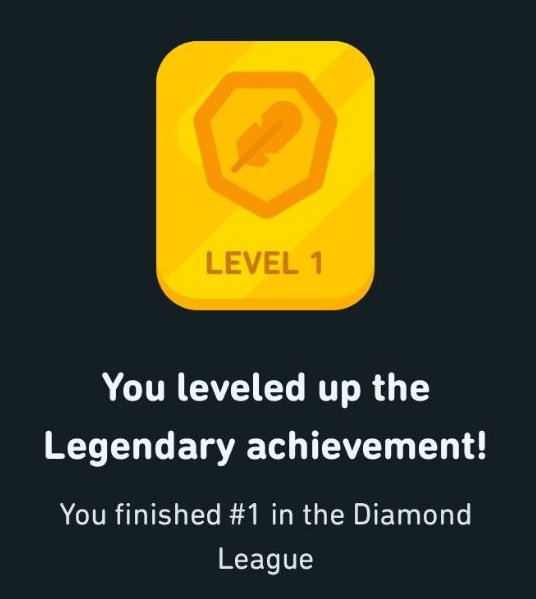 LEVEL 1
You leveled up the
Legendary achievement!
You finished #1 in the Diamond
League